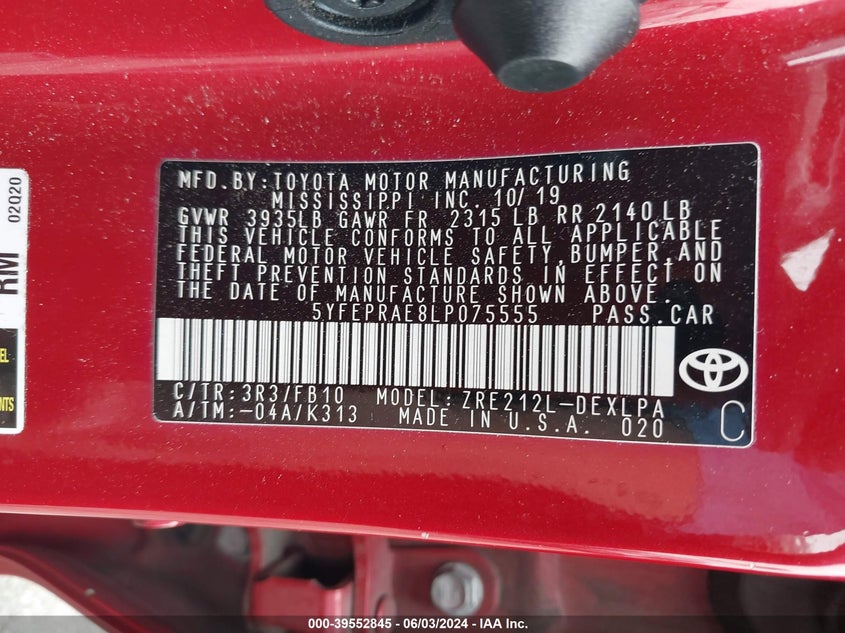 MFD.BY:TOYOTA MOTOR MANUFACTURING
MISSISSIPPI INC. 10/19
GVWR 3935LB GAWR FR 2315 LB RR 2140 LB
THIS VEHICLE CONFORMS TO ALL APPLICABLE
FEDERAL MOTOR VEHICLE SAFETY,BUMPER,AND
THEFT PREVENTION STANDARDS IN EFFECT ON
THE DATE OF MANUFACTURE SHOWN ABOVE.
5YFEPRAE8LP075555 PASS.CAR
C/TR:3R3/FB10 MODEL:ZRE212L-DEXLPA
A/TM:-04A/K313 MADE IN U.S.A. 020
C
02020
RM
EL
NTS
000-39552845 - 06/03/2024 - IAA Inc.